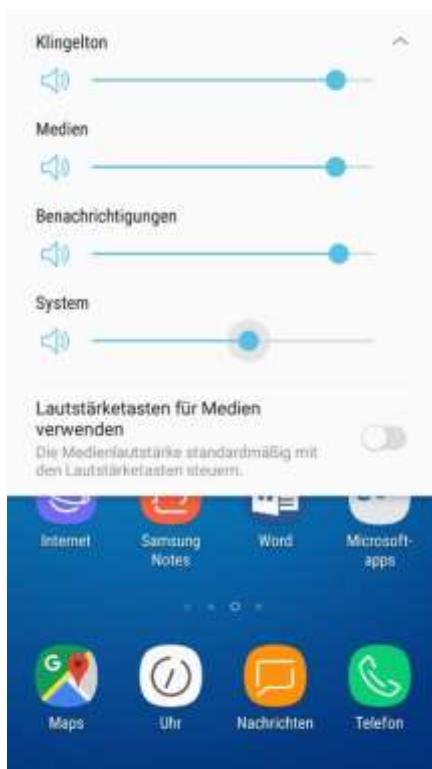 Klingelton
Medien
Benachrichtigungen
System
Lautstärketasten für Medien
verwenden
Die Medienlautstärke standardmäßig mit
den Lautstärketasten steuern.
Internet
Samsung
Notes
Word
Microsoft-
apps
G
Maps
Uhr
Nachrichten
Telefon